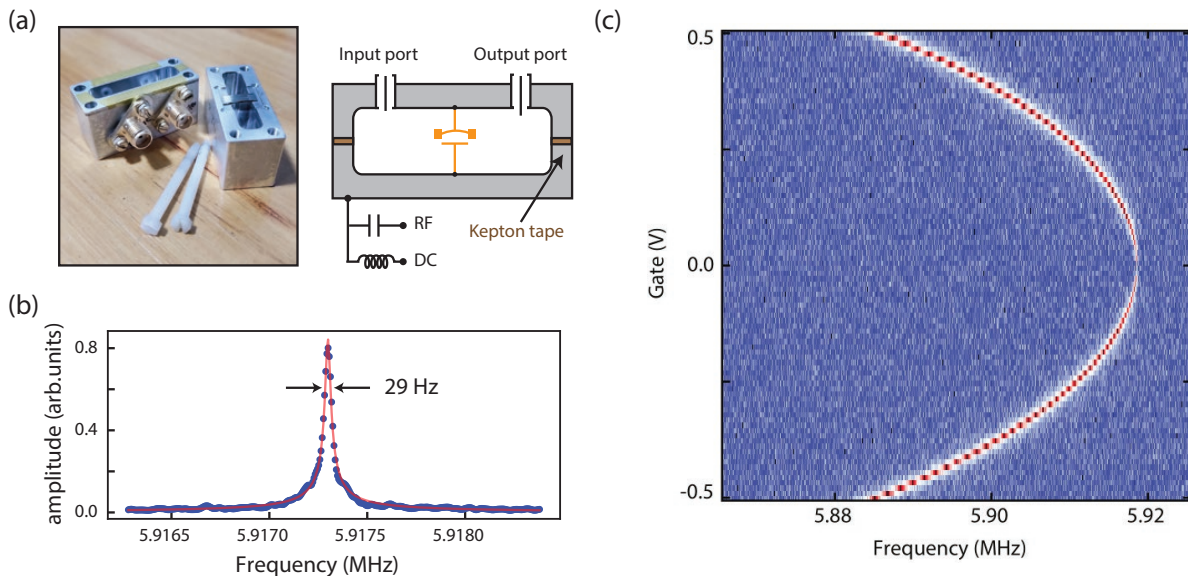 (a)
Input port
Output port
RF
Kepton tape
DC
(b)
amplitude (arb.units)
0.8
0.4
0.0
29 Hz
5.9165
5.9170
5.9175
5.9180
Frequency (MHz)
(c)
Gate (V)
0.5
0.0
-0.5
5.88
5.90
5.92
Frequency (MHz)